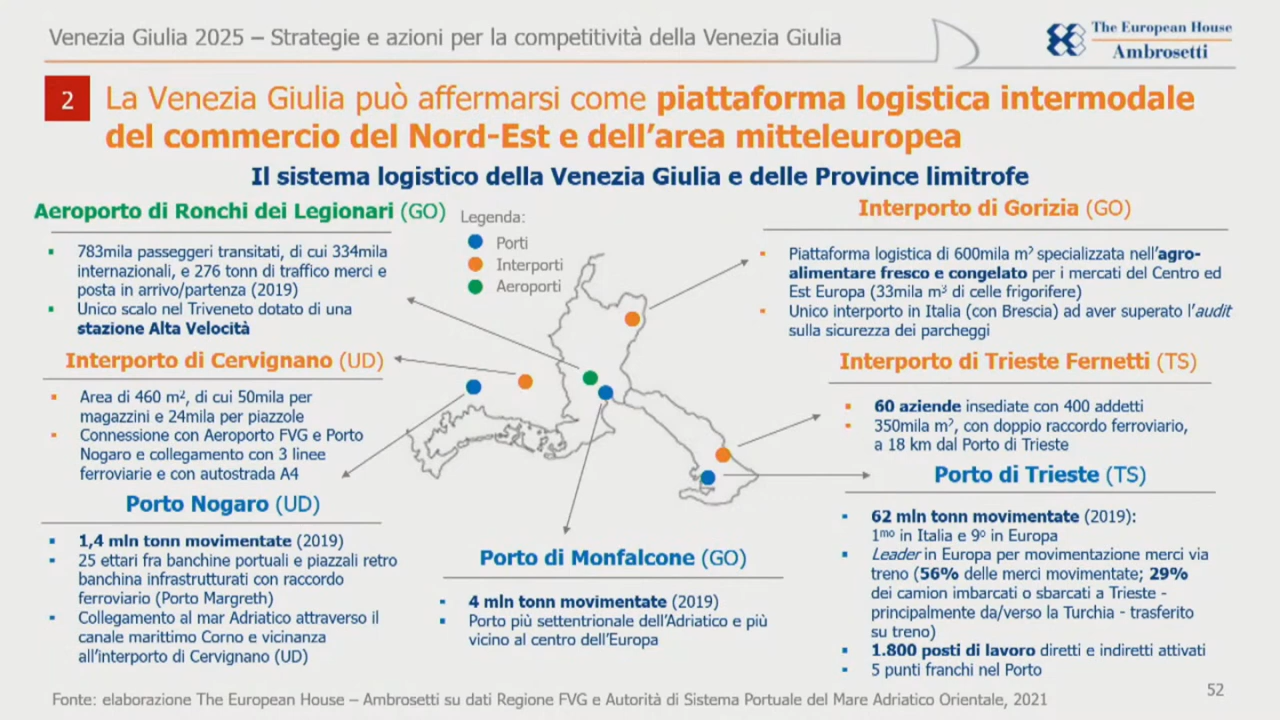 Venezia Giulia 2025 – Strategie e azioni per la competitività della Venezia Giulia
The European House
Ambrosetti
2
La Venezia Giulia può affermarsi come piattaforma logistica intermodale
del commercio del Nord-Est e dell'area mitteleuropea
Il sistema logistico della Venezia Giulia e delle Province limitrofe
Aeroporto di Ronchi dei Legionari (GO)
783mila passeggeri transitati, di cui 334mila
internazionali, e 276 tonn di traffico merci e
posta in arrivo/partenza (2019)
Unico scalo nel Triveneto dotato di una
stazione Alta Velocità
Legenda:
Porti
Interporti
Aeroporti
Interporto di Gorizia (GO)
Piattaforma logistica di 600mila m² specializzata nell'agro-
alimentare fresco e congelato per i mercati del Centro ed
Est Europa (33mila m³ di celle frigorifere)
Unico interporto in Italia (con Brescia) ad aver superato l'audit
sulla sicurezza dei parcheggi
Interporto di Cervignano (UD)
Area di 460 m², di cui 50mila per
magazzini e 24mila per piazzole
Connessione con Aeroporto FVG e Porto
Nogaro e collegamento con 3 linee
ferroviarie e con autostrada A4
Interporto di Trieste Fernetti (TS)
60 aziende insediate con 400 addetti
350mila m², con doppio raccordo ferroviario,
a 18 km dal Porto di Trieste
Porto Nogaro (UD)
1,4 mln tonn movimentate (2019)
25 ettari fra banchine portuali e piazzali retro
banchina infrastrutturati con raccordo
ferroviario (Porto Margreth)
Collegamento al mar Adriatico attraverso il
canale marittimo Corno e vicinanza
all'interporto di Cervignano (UD)
Porto di Monfalcone (GO)
4 mln tonn movimentate (2019)
Porto più settentrionale dell'Adriatico e più
vicino al centro dell'Europa
Porto di Trieste (TS)
62 mln tonn movimentate (2019):
1ᵐᵒ in Italia e 9º in Europa
Leader in Europa per movimentazione merci via
treno (56% delle merci movimentate; 29%
dei camion imbarcati o sbarcati a Trieste -
principalmente da/verso la Turchia - trasferito
su treno)
1.800 posti di lavoro diretti e indiretti attivati
5 punti franchi nel Porto
Fonte: elaborazione The European House – Ambrosetti su dati Regione FVG e Autorità di Sistema Portuale del Mare Adriatico Orientale, 2021
52